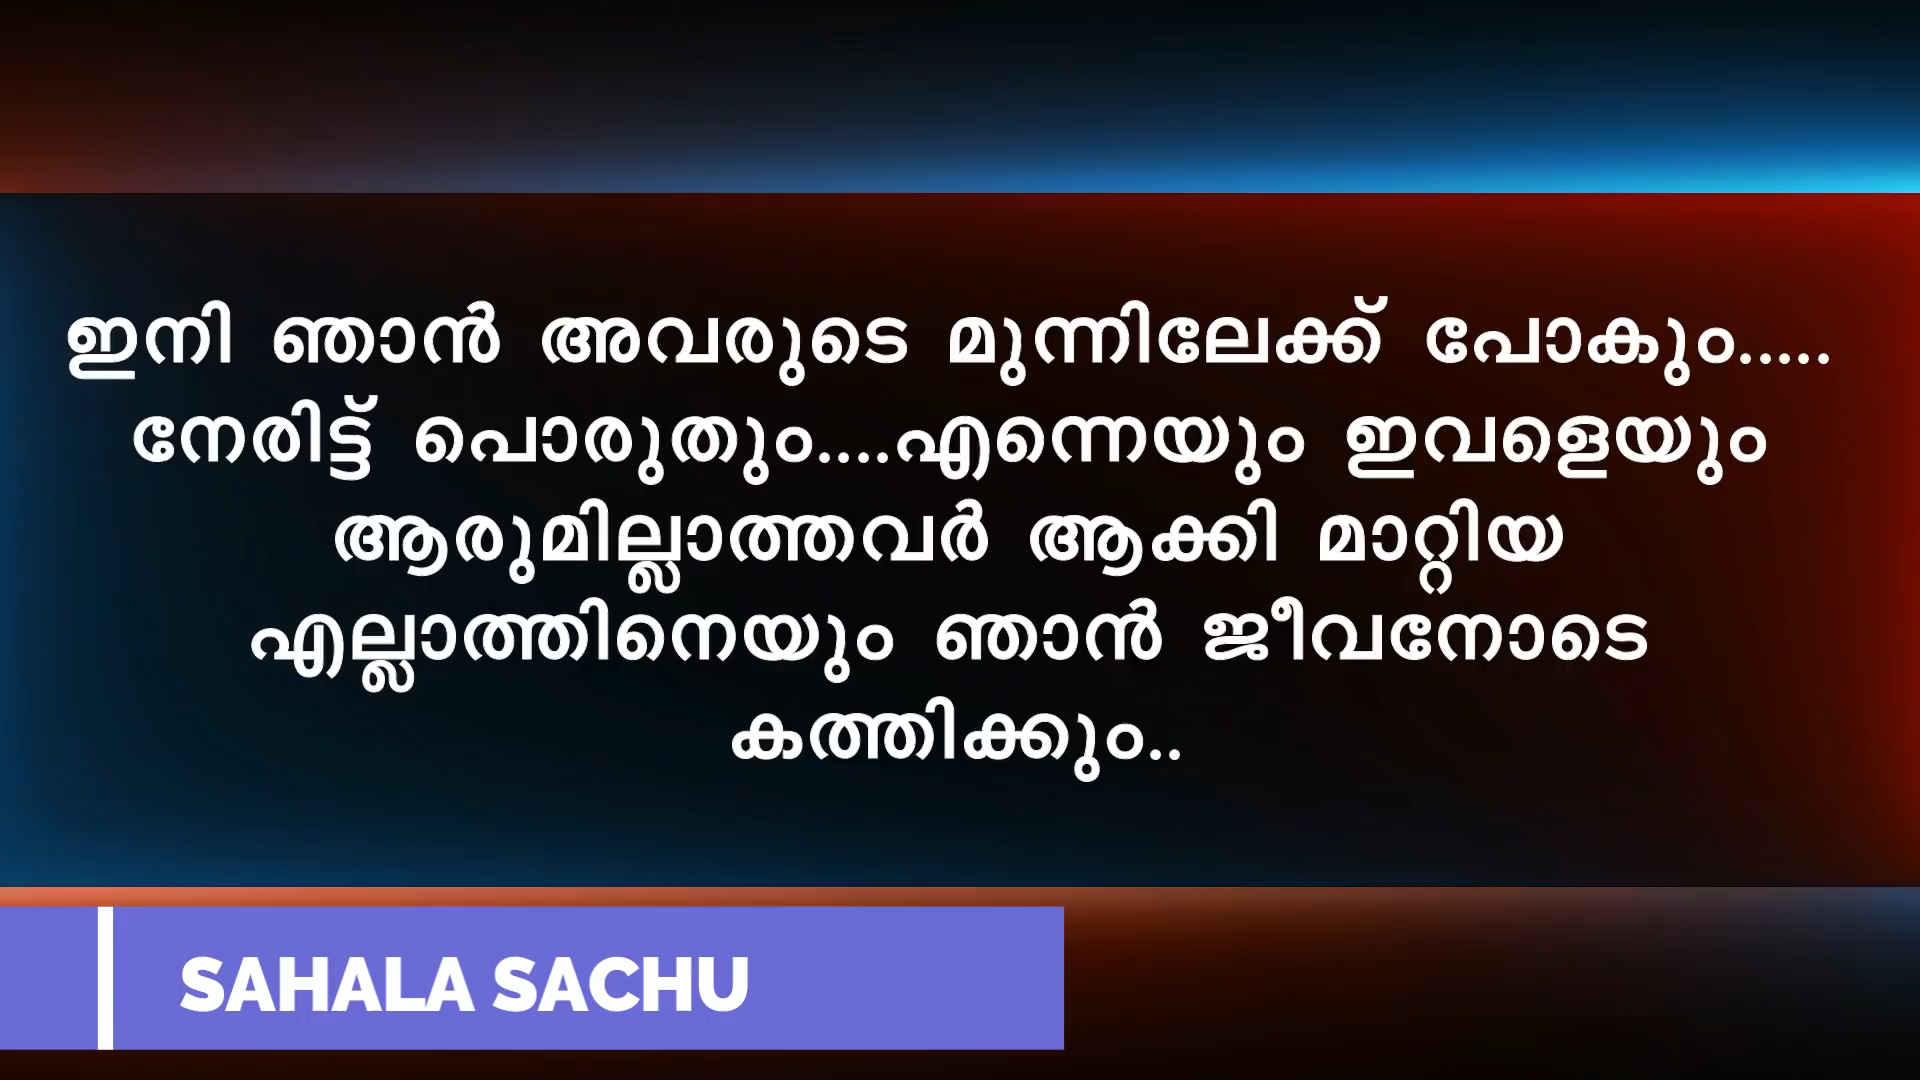 ഇനി ഞാൻ അവരുടെ മുന്നിലേക്ക് പോകും.....
നേരിട്ട് പൊരുതും....എന്നെയും ഇവളെയും
ആരുമില്ലാത്തവർ ആക്കി മാറ്റിയ
എല്ലാത്തിനെയും ഞാൻ ജീവനോടെ
കത്തിക്കും..
SAHALA SACHU